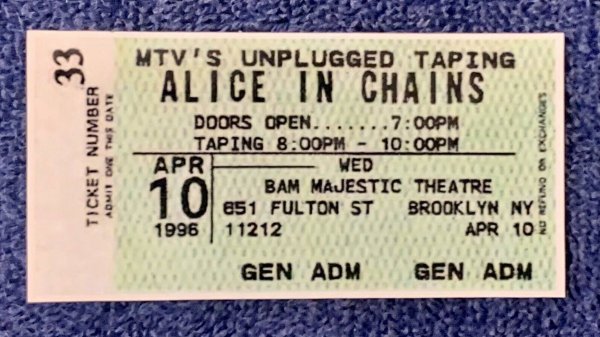 33
TICKET NUMBER
ADMIT ONE THIS DATE
MTV'S UNPLUGGED TAPING
ALICE IN CHAINS
DOORS OPEN.......7:00PM
TAPING 8:00PM - 10:00PM
APR
10
1996
WED
BAM MAJESTIC THEATRE
651 FULTON ST BROOKLYN NY
11212 APR 10
GEN ADM GEN ADM
NO REFUND OR EXCHANGES